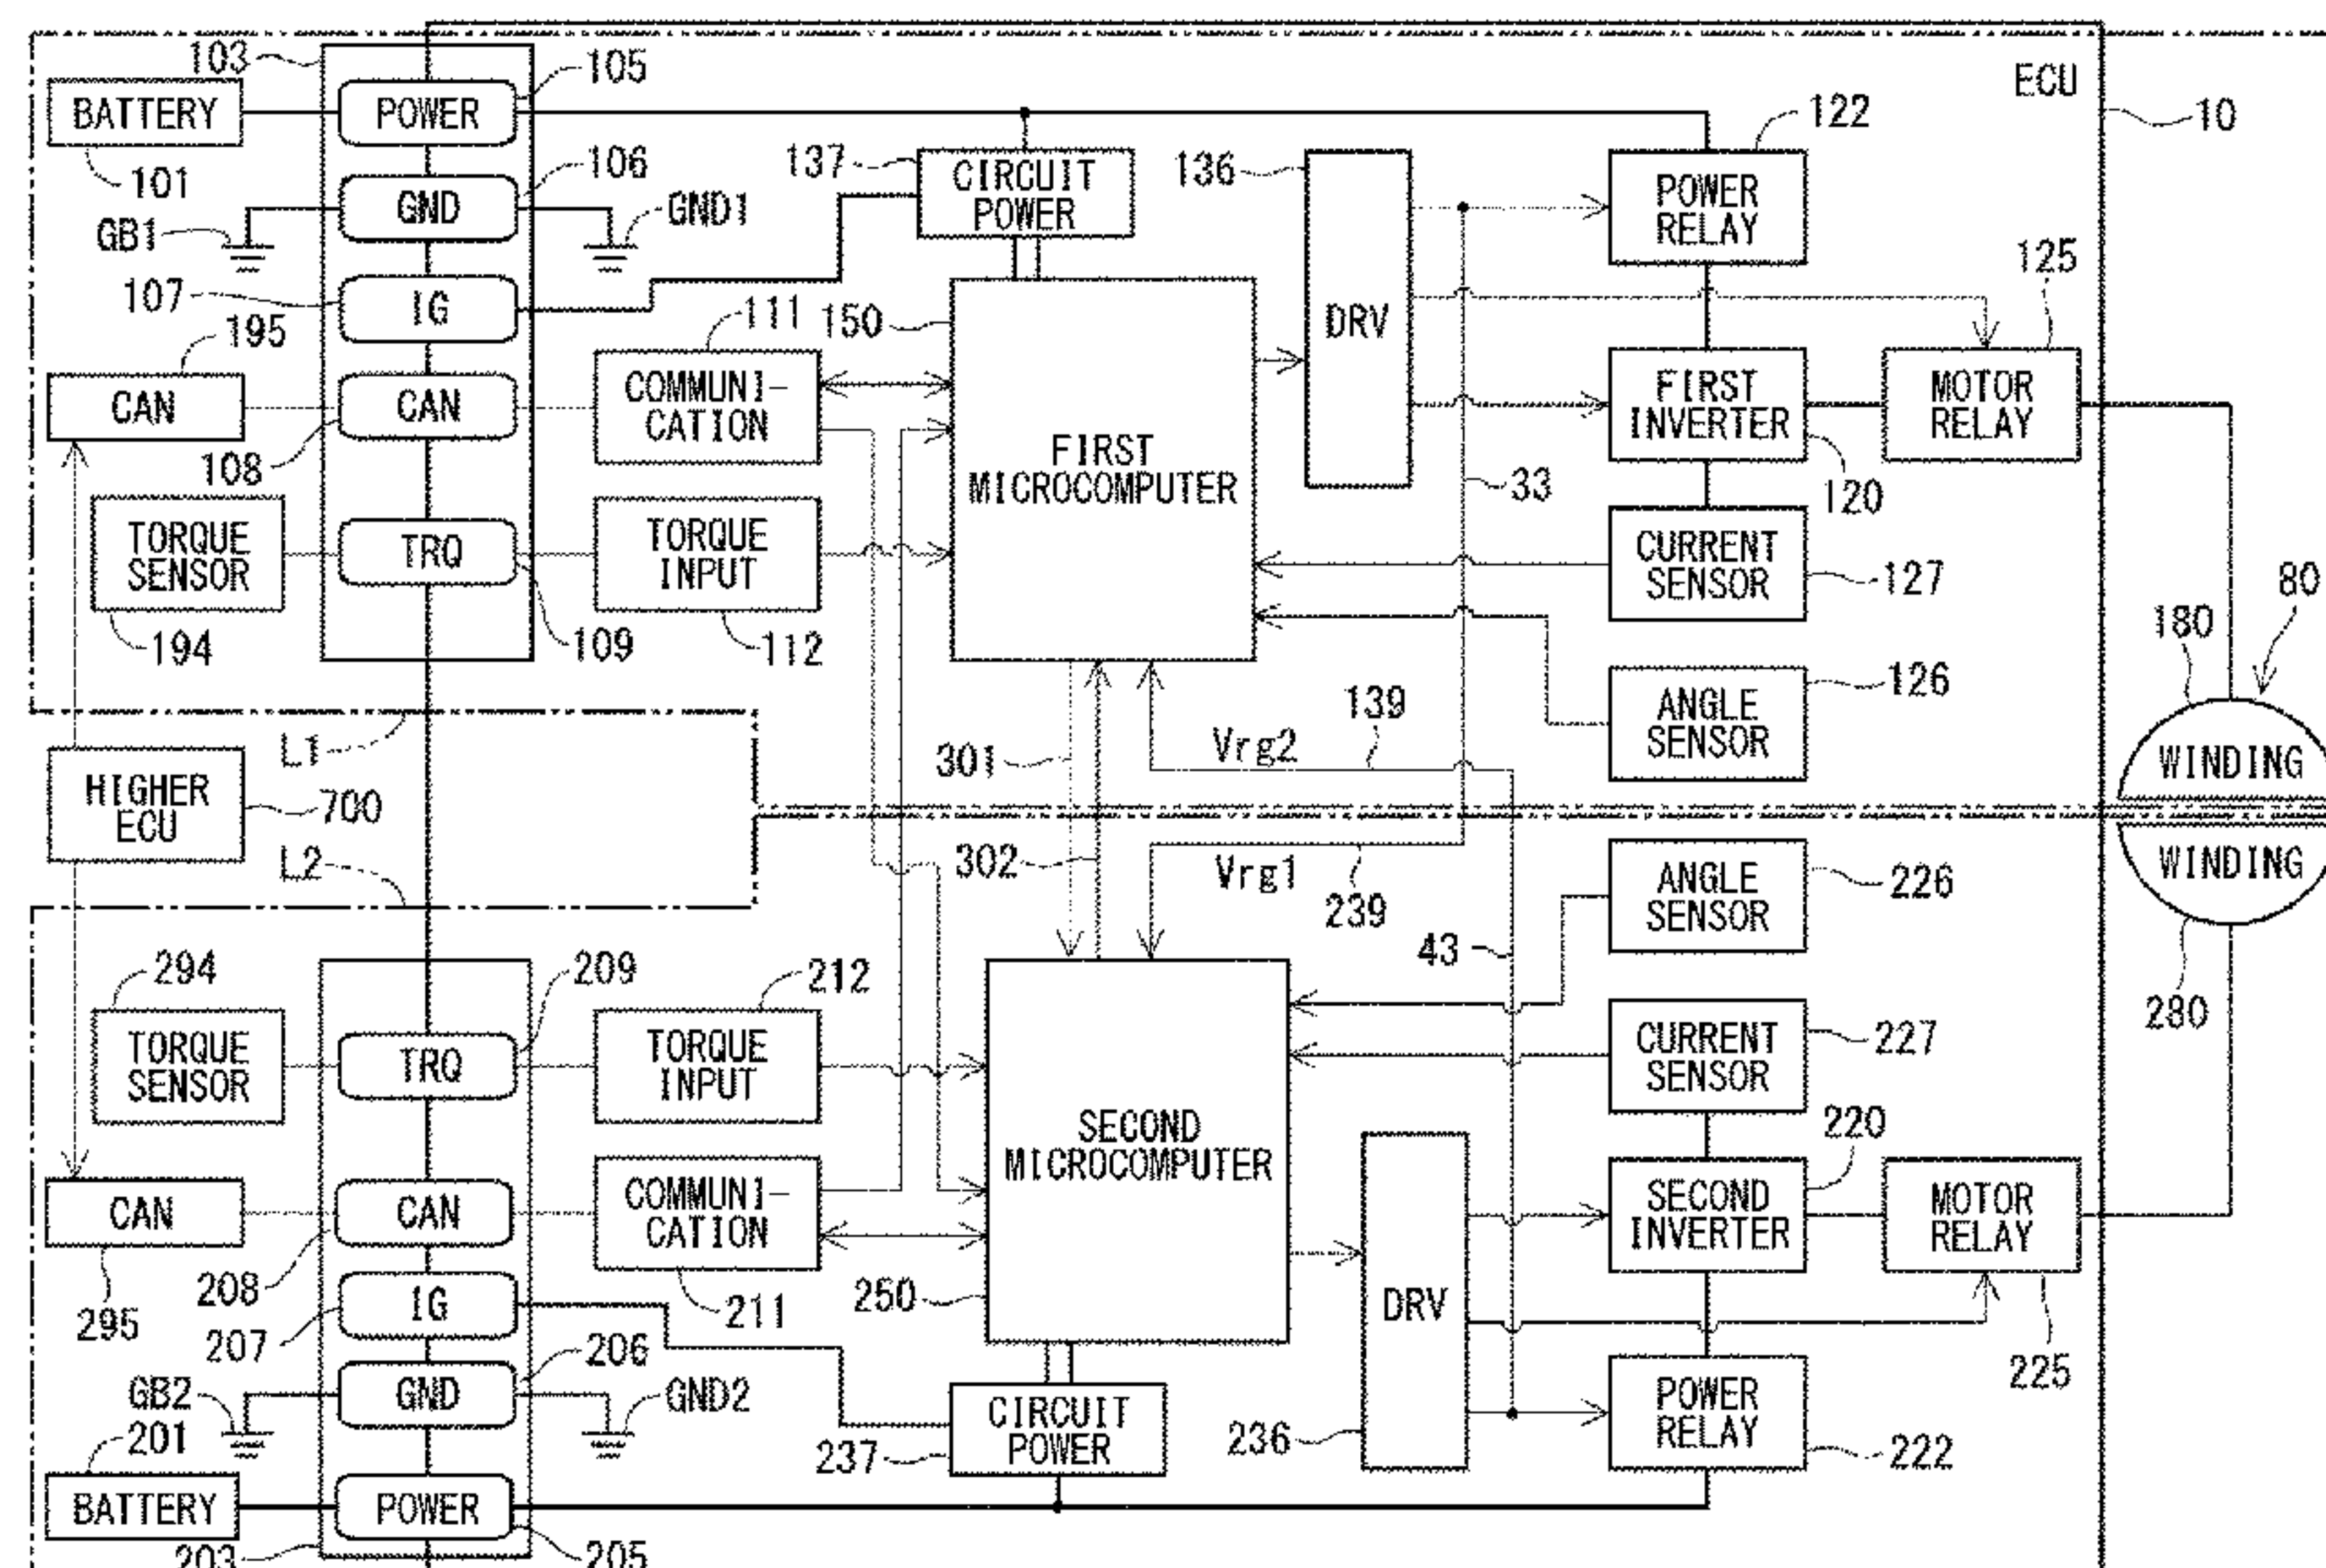 103
105
ECU
BATTERY
POWER
122
10
101
106
137
CIRCUIT
POWER
136
POWER
RELAY
GB1
GND
GND1
125
107
IG
111
150
DRV
195
CAN
CAN
COMMUNI-
CATION
FIRST
INVERTER
MOTOR
RELAY
108
FIRST
MICROCOMPUTER
33
120
TORQUE
SENSOR
TRQ
TORQUE
INPUT
CURRENT
SENSOR
127
80
194
109
112
180
126
139
ANGLE
SENSOR
L1
301
Vrg2
WINDING
HIGHER
ECU
700
L2
302
Vrg1
239
ANGLE
SENSOR
226
WINDING
43
294
209
212
280
TORQUE
SENSOR
TRQ
TORQUE
INPUT
CURRENT
SENSOR
227
SECOND
MICROCOMPUTER
220
CAN
CAN
COMMUNI-
CATION
SECOND
INVERTER
MOTOR
RELAY
208
295
IG
211
250
DRV
207
206
225
GB2
GND
GND2
CIRCUIT
POWER
POWER
RELAY
201
237
236
222
BATTERY
POWER
203
205